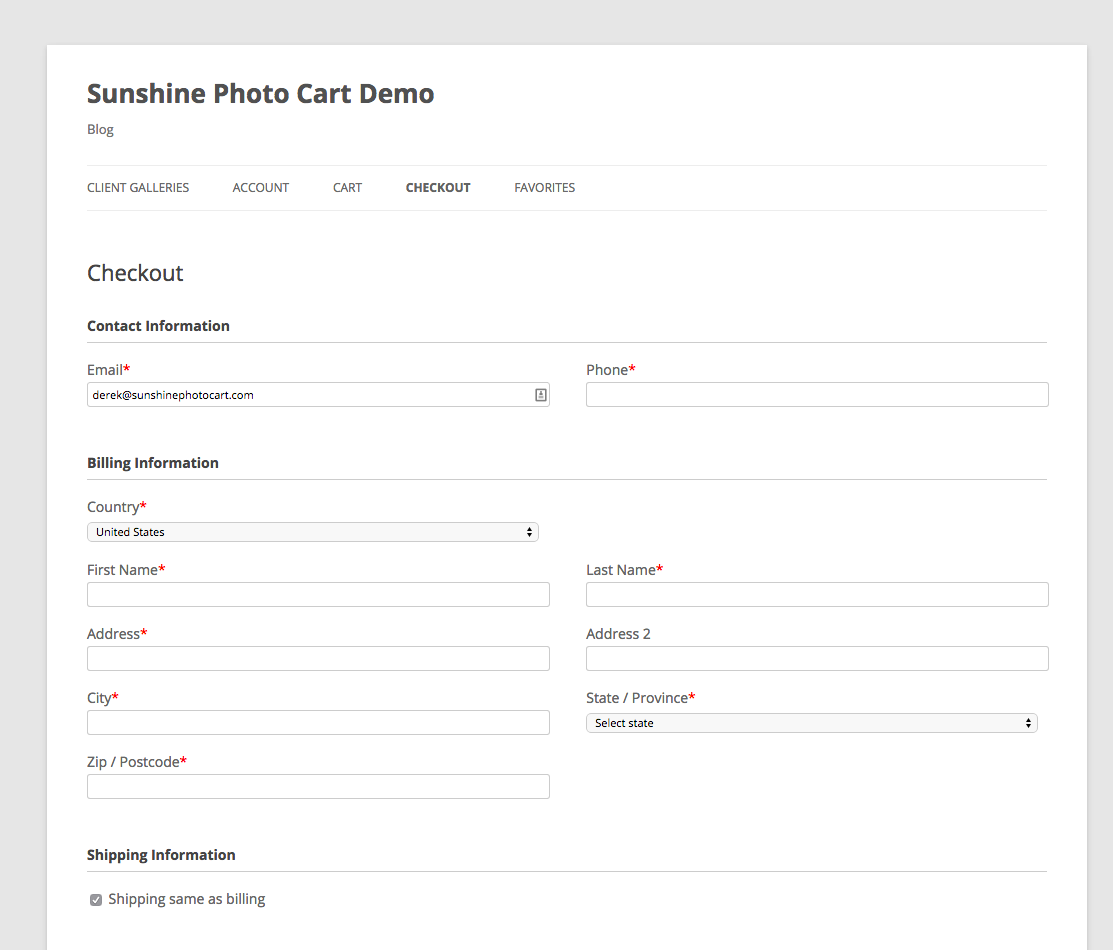 Sunshine Photo Cart Demo
Blog
CLIENT GALLERIES ACCOUNT CART CHECKOUT FAVORITES
Checkout
Contact Information
Email* Phone*
derek@sunshinephotocart.com
Billing Information
Country*
United States
First Name* Last Name*
Address* Address 2
City* State / Province*
Select state
Zip / Postcode*
Shipping Information
Shipping same as billing